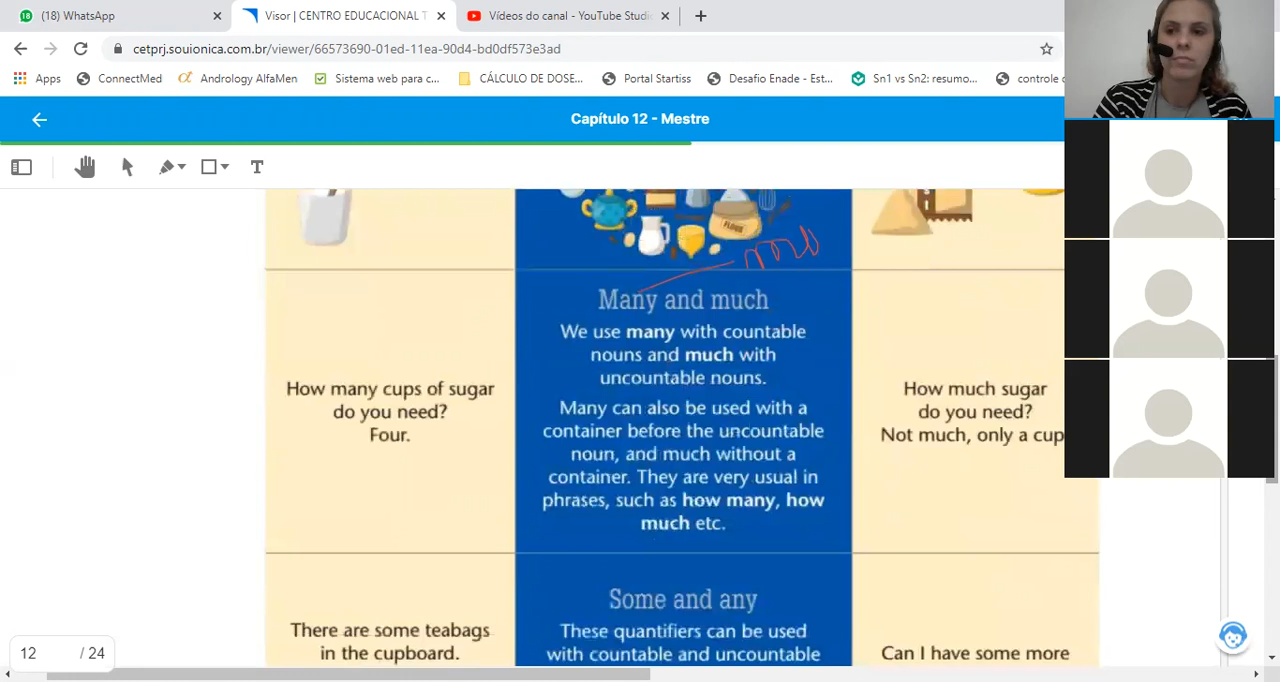 (18) WhatsApp
Visor | CENTRO EDUCACIONAL T
Vídeos do canal - YouTube Studio
cetprj.souionica.com.br/viewer/66573690-01ed-11ea-90d4-bd0df573e3ad
Apps
ConnectMed
Andrology AlfaMen
Sistema web para c...
CÁLCULO DE DOSE...
Portal Startiss
Desafio Enade - Est...
Sn1 vs Sn2: resumo...
controle d
Capítulo 12 - Mestre
T
FLOUR
Many and much
We use many with countable
nouns and much with
uncountable nouns.
Many can also be used with a
container before the uncountable
noun, and much without a
container. They are very usual in
phrases, such as how many, how
much etc.
How many cups of sugar
do you need?
Four.
How much sugar
do you need?
Not much, only a cup
There are some teabags
in the cupboard.
Some and any
These quantifiers can be used
with countable and uncountable
Can I have some more
12 / 24